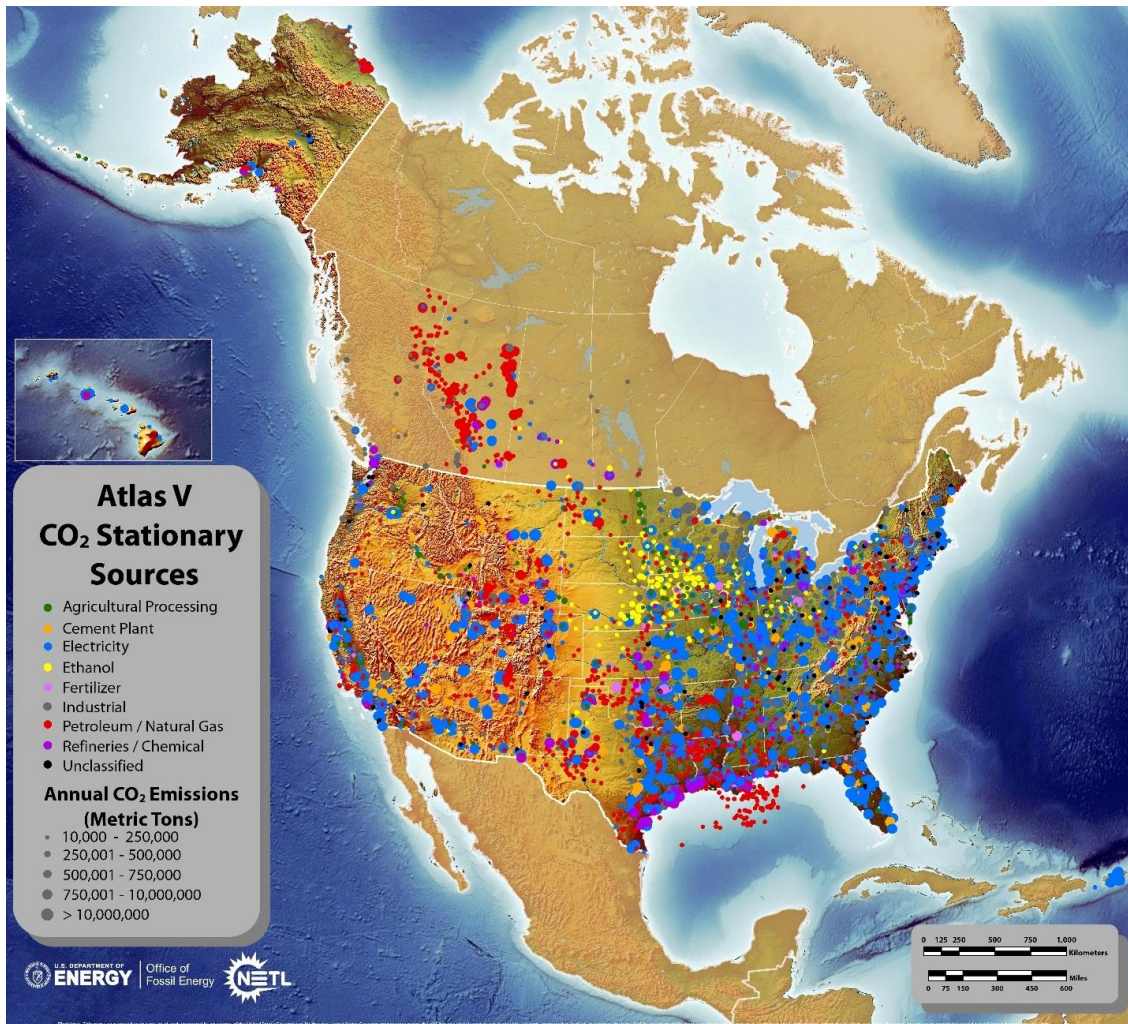 Atlas V
CO₂ Stationary
Sources
Agricultural Processing
Cement Plant
Electricity
Ethanol
Fertilizer
Industrial
Petroleum / Natural Gas
Refineries / Chemical
Unclassified
Annual CO₂ Emissions
(Metric Tons)
10,000 - 250,000
250,001 - 500,000
500,001 - 750,000
750,001 - 10,000,000
> 10,000,000
U.S. DEPARTMENT OF
ENERGY
Office of
Fossil Energy
NETL
0 125 250 500 750 1,000
Kilometers
Miles
0 75 150 300 450 600